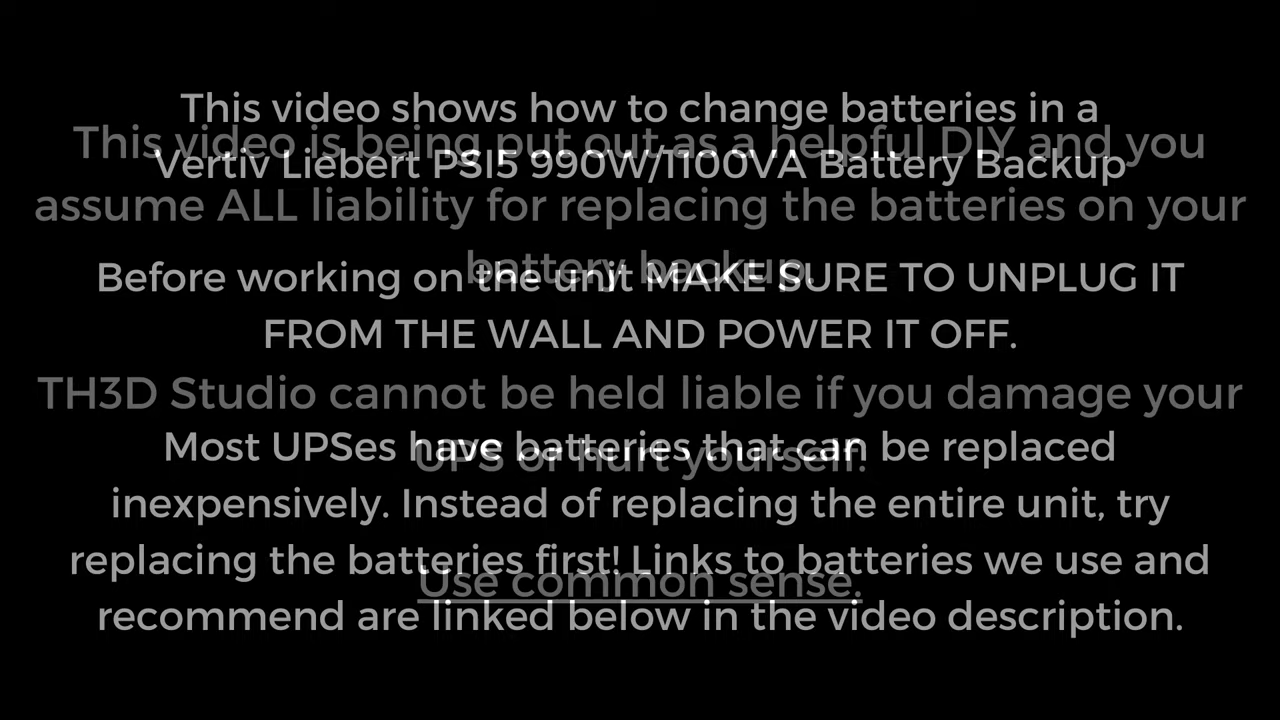 This video shows how to change batteries in a
Vertiv Liebert PSI5 990W/1100VA Battery Backup
Before working on the unit MAKE SURE TO UNPLUG IT
FROM THE WALL AND POWER IT OFF.
Most UPSes have batteries that can be replaced
inexpensively. Instead of replacing the entire unit, try
replacing the batteries first! Links to batteries we use and
recommend are linked below in the video description.
This video is being put out as a helpful DIY and you
assume ALL liability for replacing the batteries on your
battery backup.
TH3D Studio cannot be held liable if you damage your
UPS or hurt yourself.
Use common sense.